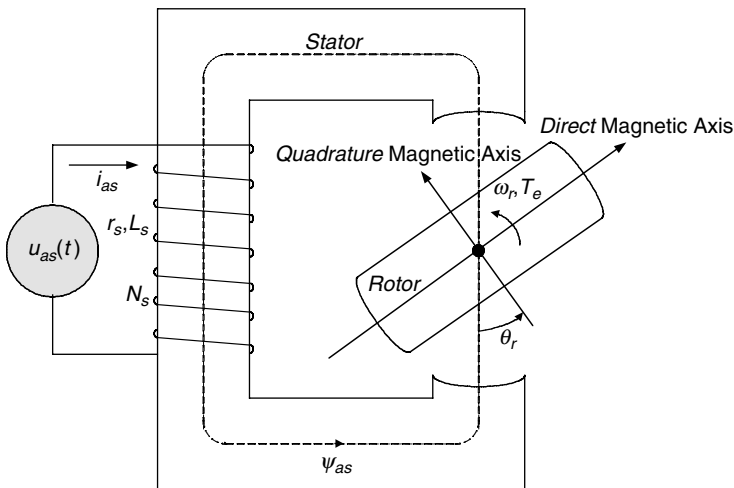 Stator
Direct Magnetic Axis
Quadrature Magnetic Axis
i_as
ω_r, T_e
r_s, L_s
u_as(t)
Rotor
N_s
θ_r
ψ_as